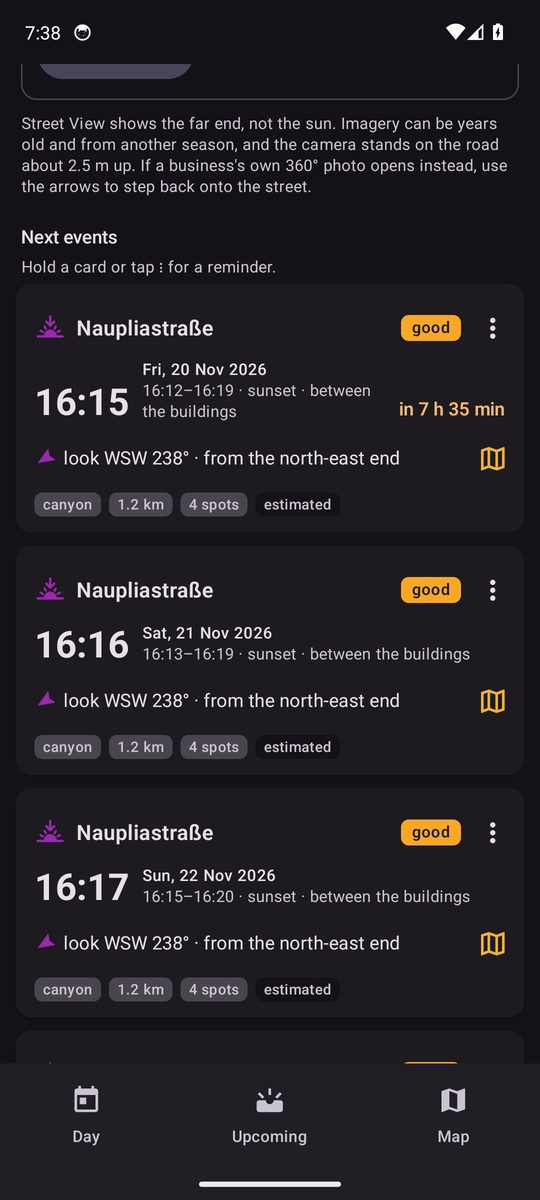 7:38
Street View shows the far end, not the sun. Imagery can be years
old and from another season, and the camera stands on the road
about 2.5 m up. If a business's own 360° photo opens instead, use
the arrows to step back onto the street.
Next events
Hold a card or tap ⋮ for a reminder.
Naupliastraße
good
16:15
Fri, 20 Nov 2026
16:12–16:19 · sunset · between
the buildings
in 7 h 35 min
look WSW 238° · from the north-east end
canyon
1.2 km
4 spots
estimated
Naupliastraße
good
16:16
Sat, 21 Nov 2026
16:13–16:19 · sunset · between the buildings
look WSW 238° · from the north-east end
canyon
1.2 km
4 spots
estimated
Naupliastraße
good
16:17
Sun, 22 Nov 2026
16:15–16:20 · sunset · between the buildings
look WSW 238° · from the north-east end
canyon
1.2 km
4 spots
estimated
Day
Upcoming
Map